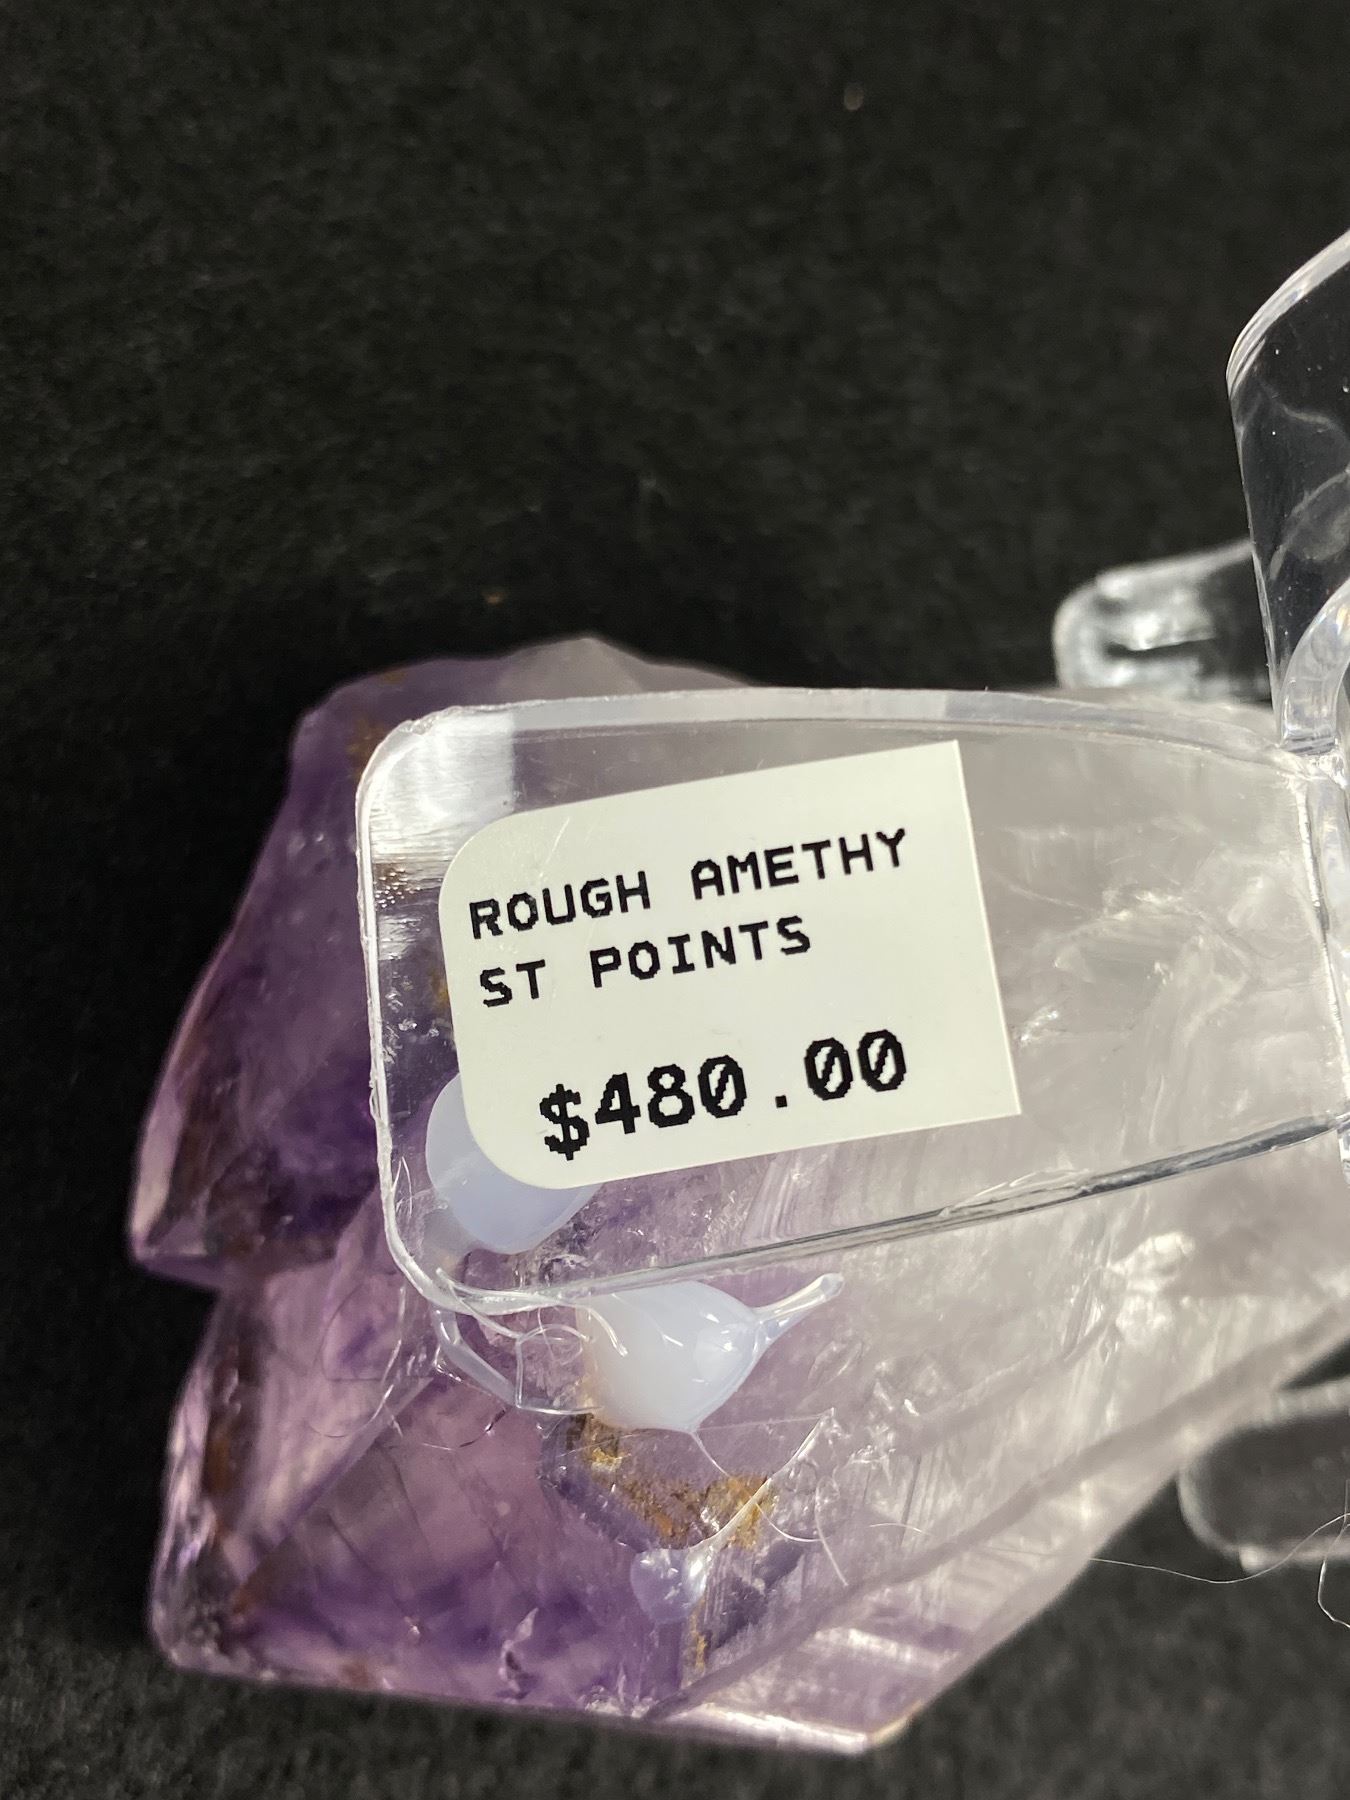 ROUGH AMETHY
ST POINTS
$480.00